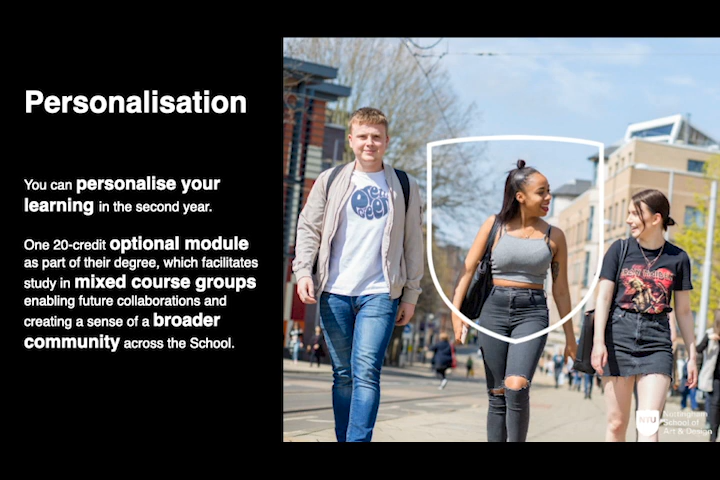 Personalisation
You can personalise your
learning in the second year.
One 20-credit optional module
as part of their degree, which facilitates
study in mixed course groups
enabling future collaborations and
creating a sense of a broader
community across the School.
NTU
Nottingham
School of
Art & Design